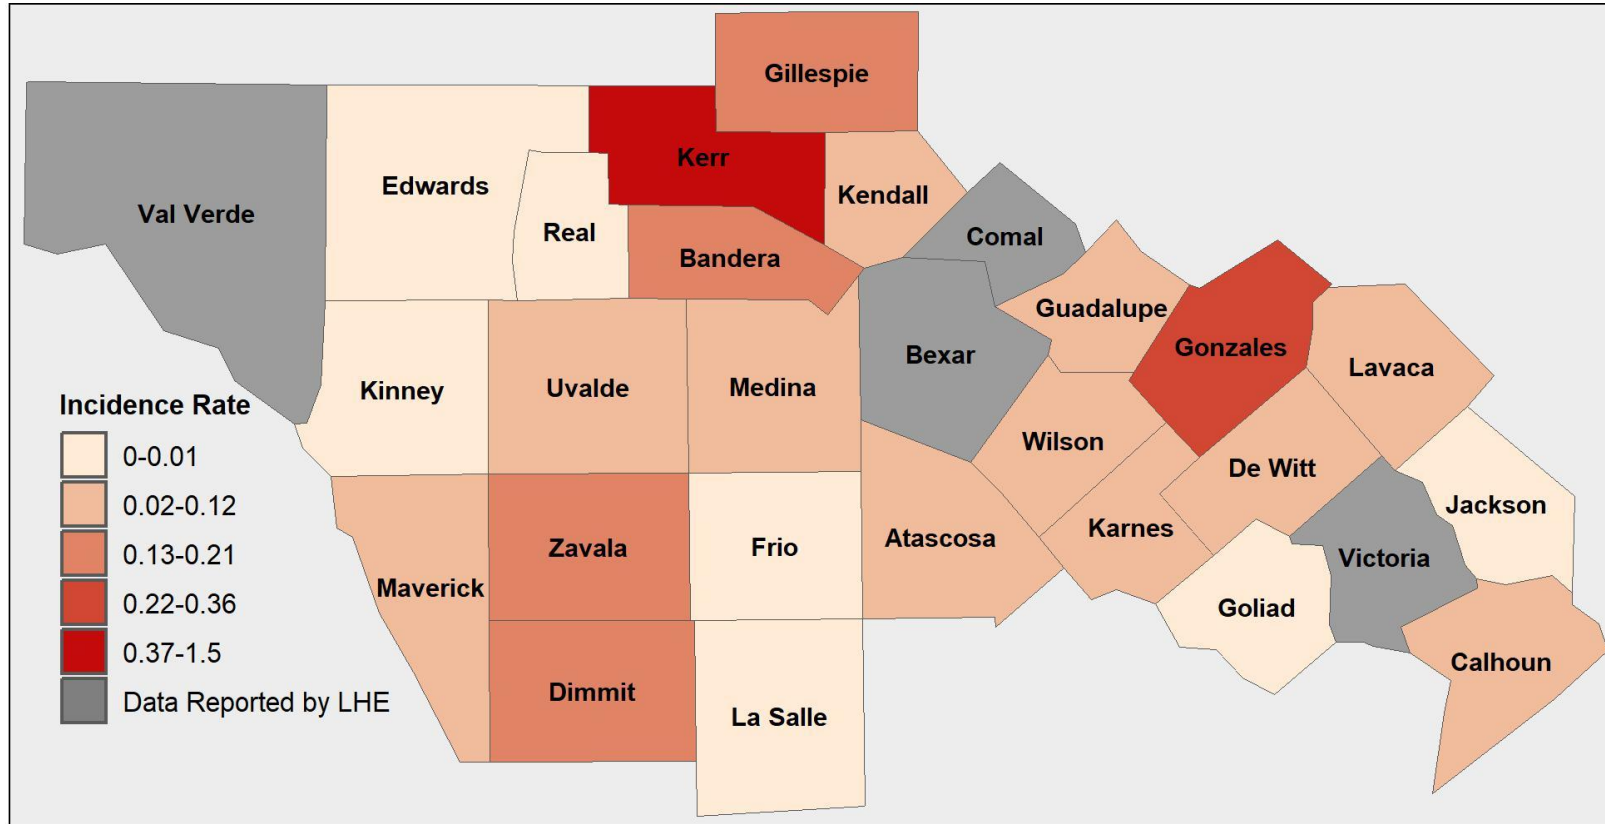 Gillespie
Kerr
Edwards
Kendall
Val Verde
Real
Comal
Bandera
Guadalupe
Gonzales
Bexar
Lavaca
Kinney
Uvalde
Medina
Wilson
De Witt
Jackson
Karnes
Atascosa
Zavala
Frio
Victoria
Maverick
Goliad
Calhoun
Dimmit
La Salle
Incidence Rate
0-0.01
0.02-0.12
0.13-0.21
0.22-0.36
0.37-1.5
Data Reported by LHE